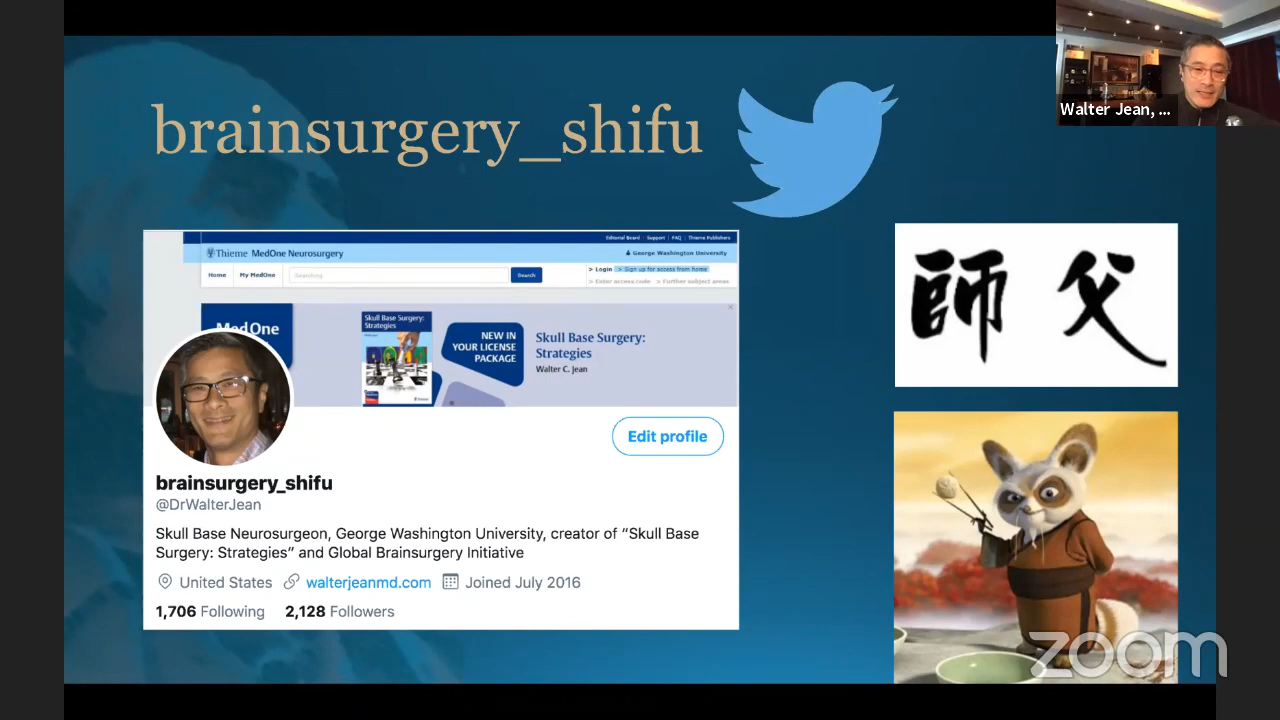 brainsurgery_shifu
Walter Jean, ...
Editorial Board | Support | FAQ | Thieme Publishers
Thieme MedOne Neurosurgery
George Washington University
Home
My MedOne
Searching
Search
> Login > Sign up for access from home
> Enter access code > Further subject areas
MedOne
Skull Base Surgery:
Strategies
NEW IN
YOUR LICENSE
PACKAGE
Skull Base Surgery:
Strategies
Walter C. Jean
師父
Edit profile
brainsurgery_shifu
@DrWalterJean
Skull Base Neurosurgeon, George Washington University, creator of “Skull Base
Surgery: Strategies” and Global Brainsurgery Initiative
United States walterjeanmd.com Joined July 2016
1,706 Following 2,128 Followers
zoom